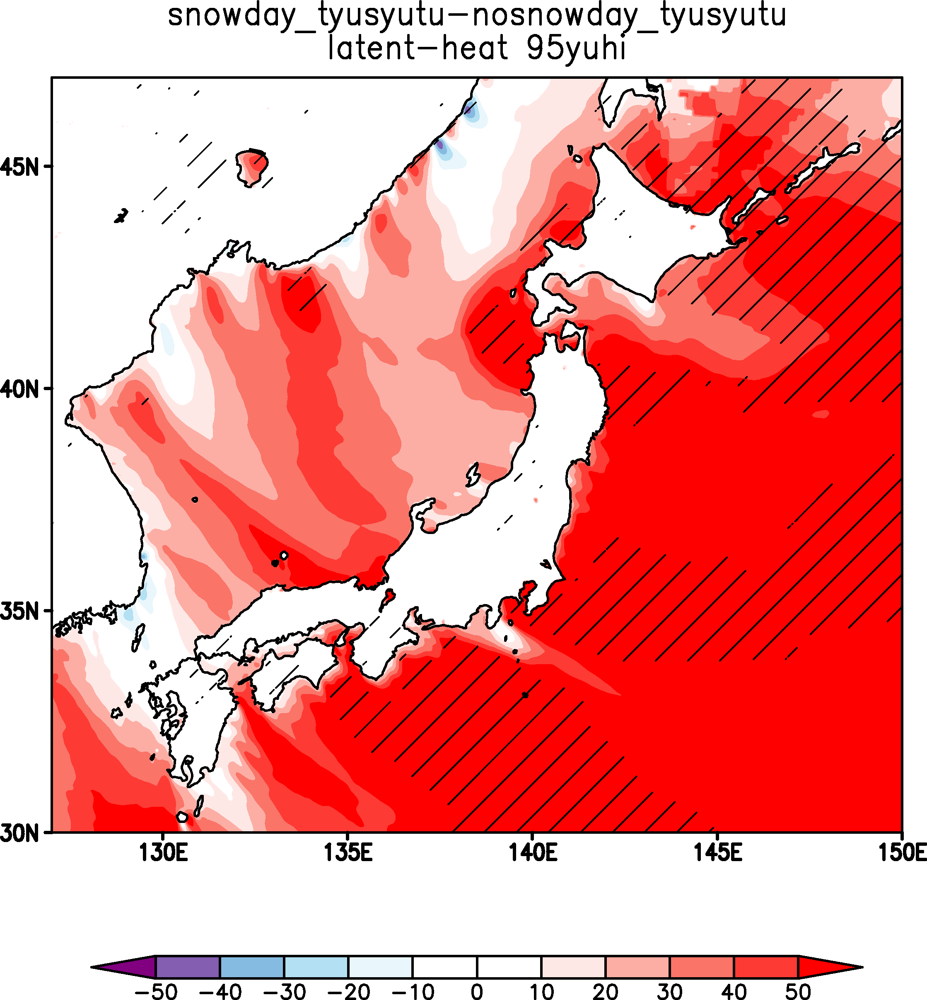 snowday_tyusyutu−nosnowday_tyusyutu
latent−heat 95yuhi
45N
40N
35N
30N
130E 135E 140E 145E 150E
−50 −40 −30 −20 −10 0 10 20 30 40 50